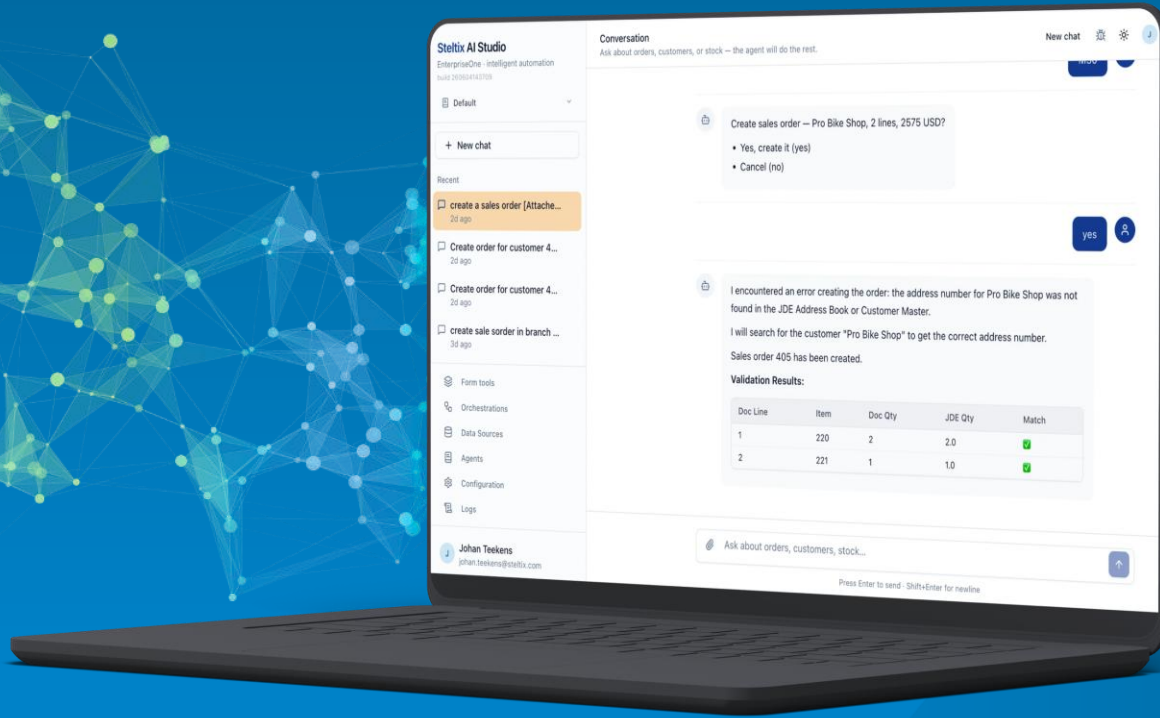 Steltix AI Studio
EnterpriseOne - intelligent automation
Default
+ New chat
Recent
create a sales order [Attache...
2d ago
Create order for customer 4...
2d ago
Create order for customer 4...
2d ago
create sale sorder in branch ...
3d ago
Form tools
Orchestrations
Data Sources
Agents
Configuration
Logs
J
Johan Teekens
johan.teekens@steltix.com
Conversation
Ask about orders, customers, or stock — the agent will do the rest.
New chat
J
Create sales order — Pro Bike Shop, 2 lines, 2575 USD?
• Yes, create it (yes)
• Cancel (no)
yes
I encountered an error creating the order: the address number for Pro Bike Shop was not
found in the JDE Address Book or Customer Master.
I will search for the customer "Pro Bike Shop" to get the correct address number.
Sales order 405 has been created.
Validation Results:
Doc Line Item Doc Qty JDE Qty Match
1 220 2 2.0 ✅
2 221 1 1.0 ✅
Ask about orders, customers, stock...
Press Enter to send · Shift+Enter for newline